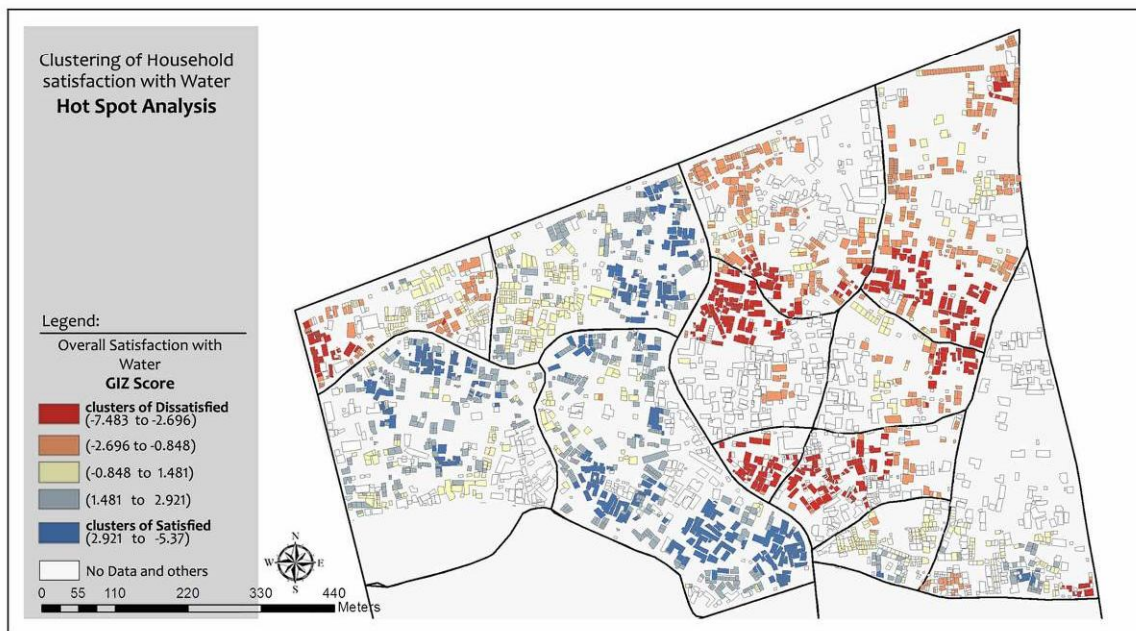 Clustering of Household
satisfaction with Water
Hot Spot Analysis
Legend:
Overall Satisfaction with
Water
GIZ Score
clusters of Dissatisfied
(-7.483 to -2.696)
(-2.696 to -0.848)
(-0.848 to 1.481)
(1.481 to 2.921)
clusters of Satisfied
(2.921 to -5.37)
No Data and others
0 55 110 220 330 440
Meters
N
W E
S